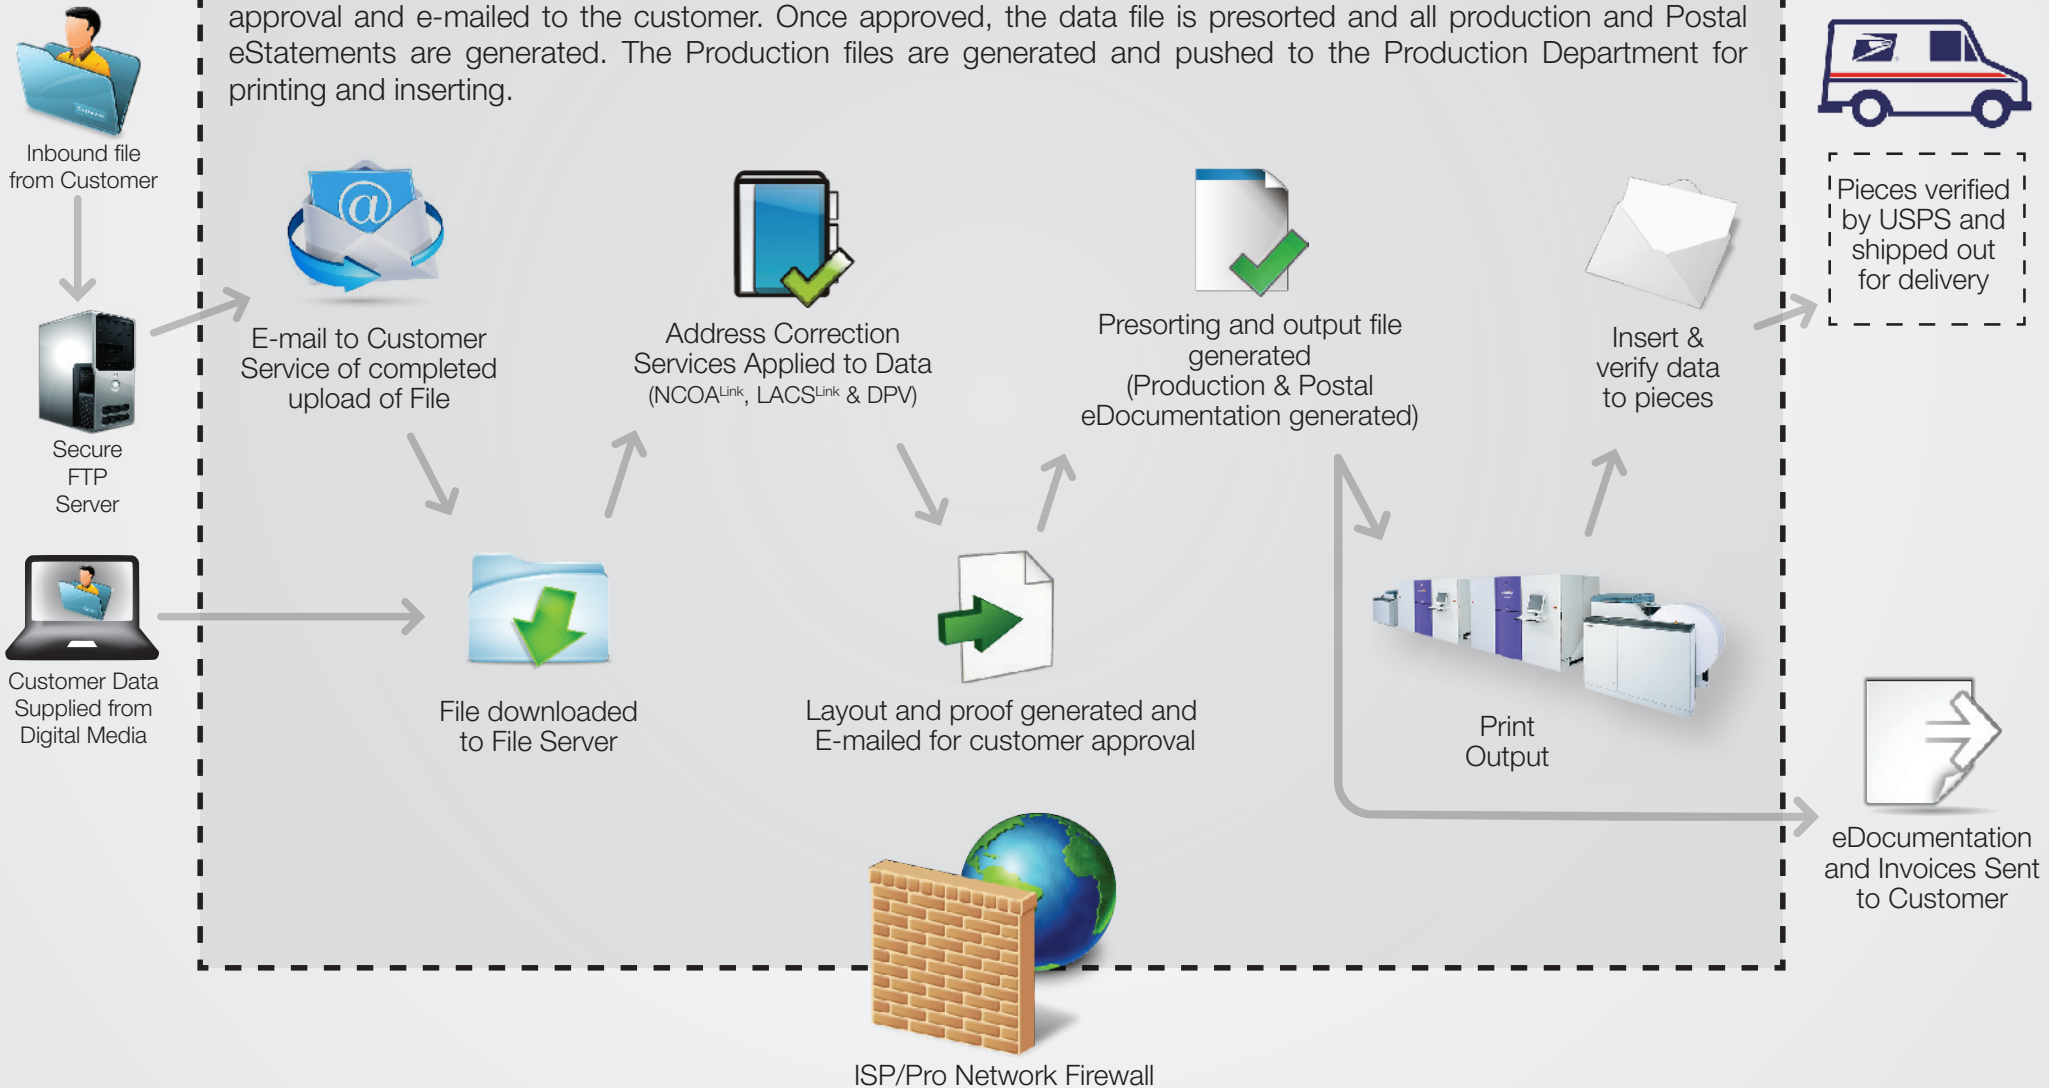 approval and e-mailed to the customer. Once approved, the data file is presorted and all production and Postal
eStatements are generated. The Production files are generated and pushed to the Production Department for
printing and inserting.
Inbound file
from Customer
Secure
FTP
Server
Customer Data
Supplied from
Digital Media
E-mail to Customer
Service of completed
upload of File
File downloaded
to File Server
Address Correction
Services Applied to Data
(NCOALink, LACSLink & DPV)
Layout and proof generated and
E-mailed for customer approval
Presorting and output file
generated
(Production & Postal
eDocumentation generated)
Print
Output
Insert &
verify data
to pieces
Pieces verified
by USPS and
shipped out
for delivery
eDocumentation
and Invoices Sent
to Customer
ISP/Pro Network Firewall